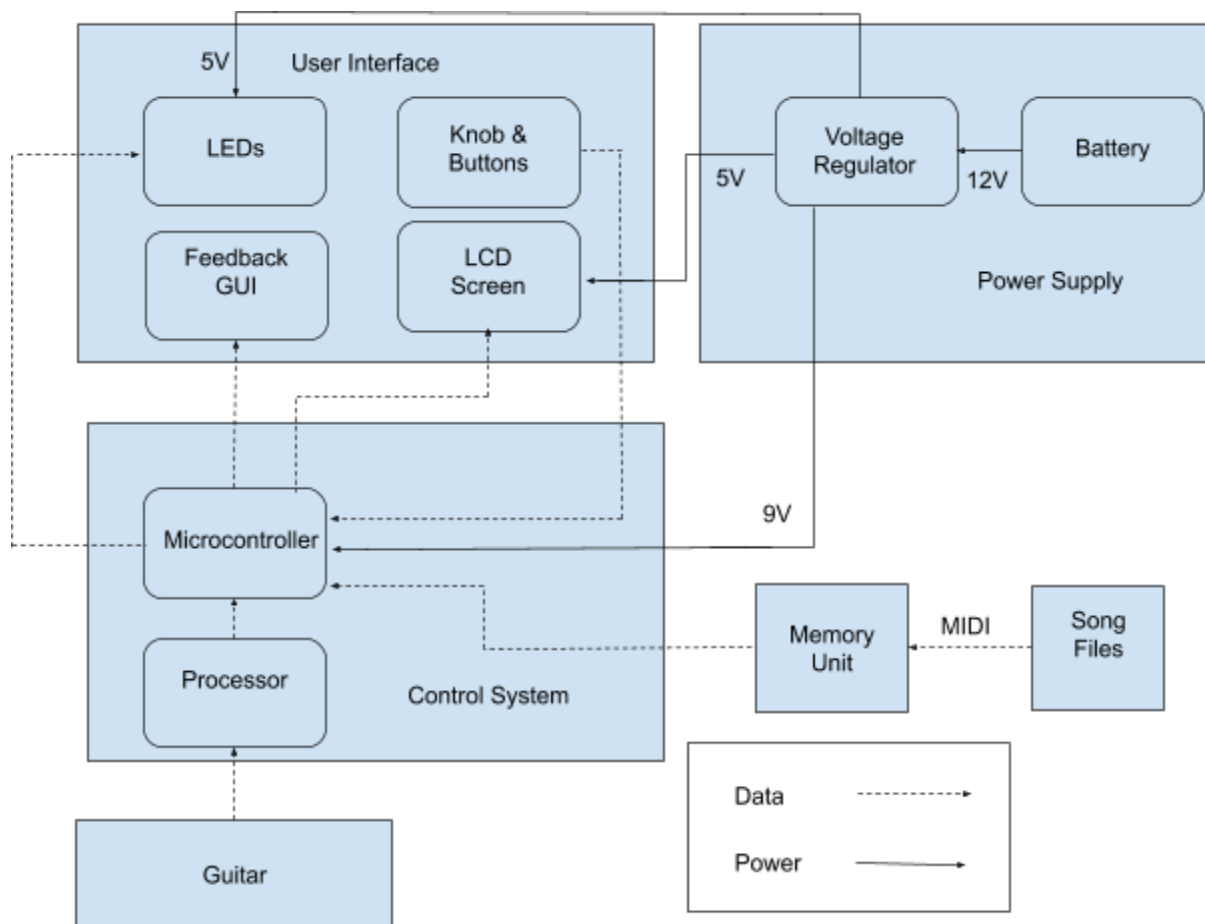 5V
User Interface
LEDs
Knob &
Buttons
Voltage
Regulator
Battery
5V
12V
Feedback
GUI
LCD
Screen
Power Supply
9V
Microcontroller
Memory
Unit
MIDI
Song
Files
Processor
Control System
Data
Power
Guitar